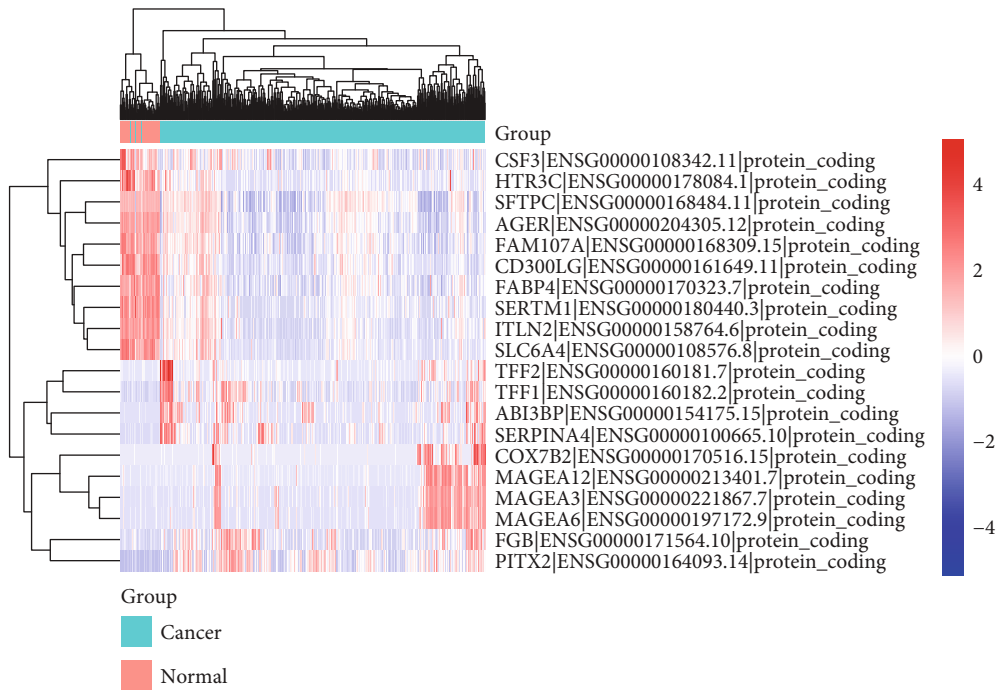 Group
CSF3|ENSG00000108342.11|protein_coding
HTR3C|ENSG00000178084.1|protein_coding
SFTPC|ENSG00000168484.11|protein_coding
AGER|ENSG00000204305.12|protein_coding
FAM107A|ENSG00000168309.15|protein_coding
CD300LG|ENSG00000161649.11|protein_coding
FABP4|ENSG00000170323.7|protein_coding
SERTM1|ENSG00000180440.3|protein_coding
ITLN2|ENSG00000158764.6|protein_coding
SLC6A4|ENSG00000108576.8|protein_coding
TFF2|ENSG00000160181.7|protein_coding
TFF1|ENSG00000160182.2|protein_coding
ABI3BP|ENSG00000154175.15|protein_coding
SERPINA4|ENSG00000100665.10|protein_coding
COX7B2|ENSG00000170516.15|protein_coding
MAGEA12|ENSG00000213401.7|protein_coding
MAGEA3|ENSG00000221867.7|protein_coding
MAGEA6|ENSG00000197172.9|protein_coding
FGB|ENSG00000171564.10|protein_coding
PITX2|ENSG00000164093.14|protein_coding
4
2
0
−2
−4
Group
Cancer
Normal